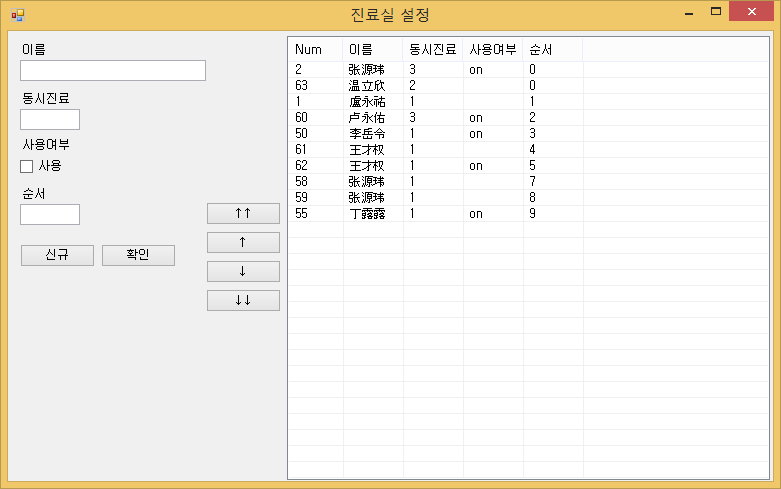 진료실 설정
이름
동시진료
사용여부
사용
순서
신규 확인
↑↑
↑
↓
↓↓
Num 이름 동시진료 사용여부 순서
2 张源玮 3 on 0
63 温立欣 2 0
1 盧永祐 1 1
60 卢永佑 3 on 2
50 李岳令 1 on 3
61 王才权 1 4
62 王才权 1 on 5
58 张源玮 1 7
59 张源玮 1 8
55 丁露露 1 on 9